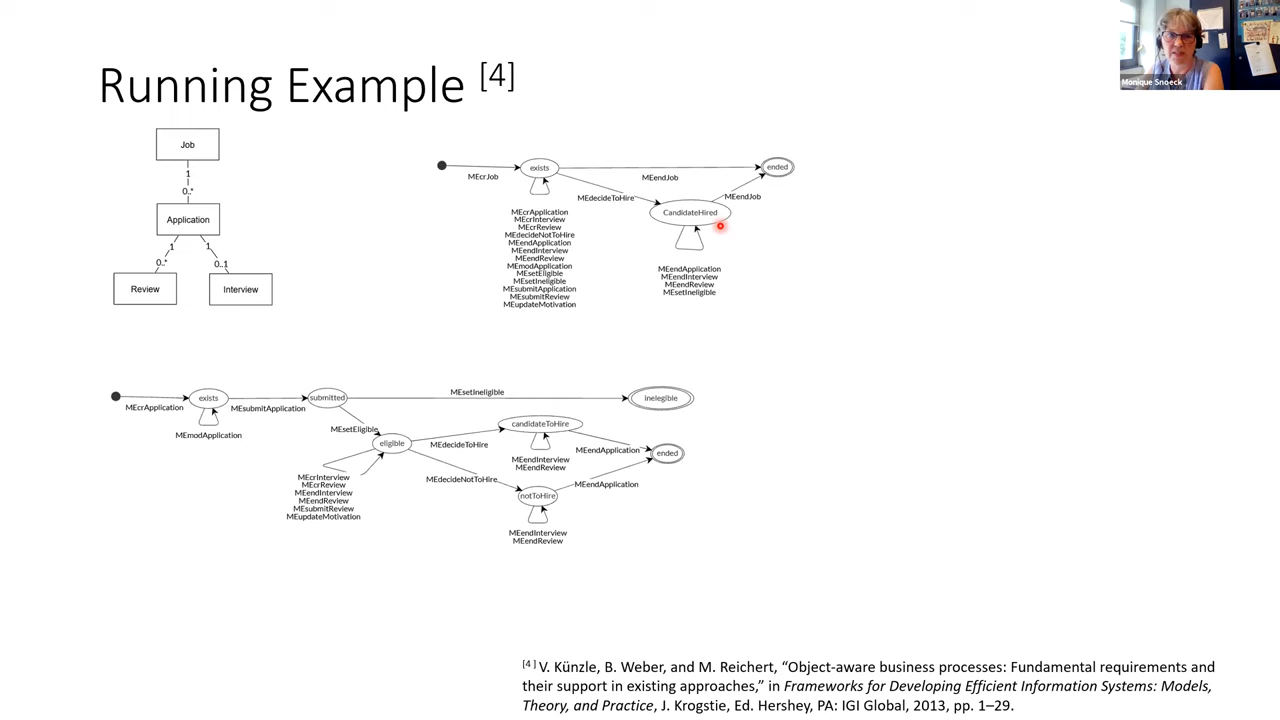 Running Example [4]
Monique Snoeck
Job
1
0..*
Application
1
1
0..*
0..1
Review
Interview
MEcrJob
exists
MEendJob
ended
MEdecideToHire
MEendJob
CandidateHired
MEcrApplication
MEcrInterview
MEcrReview
MEdecideNotToHire
MEendApplication
MEendInterview
MEendReview
MEmodApplication
MEsetEligible
MEsetIneligible
MEsubmitApplication
MEsubmitReview
MEupdateMotivation
MEendApplication
MEendInterview
MEendReview
MEsetIneligible
MEcrApplication
exists
MEsubmitApplication
submitted
MEsetIneligible
inelegible
MEmodApplication
MEsetEligible
eligible
MEdecideToHire
candidateToHire
MEendApplication
ended
MEendInterview
MEendReview
MEcrInterview
MEcrReview
MEendInterview
MEendReview
MEsubmitReview
MEupdateMotivation
MEdecideNotToHire
notToHire
MEendApplication
MEendInterview
MEendReview
[4 ] V. Künzle, B. Weber, and M. Reichert, “Object-aware business processes: Fundamental requirements and
their support in existing approaches,” in Frameworks for Developing Efficient Information Systems: Models,
Theory, and Practice, J. Krogstie, Ed. Hershey, PA: IGI Global, 2013, pp. 1–29.